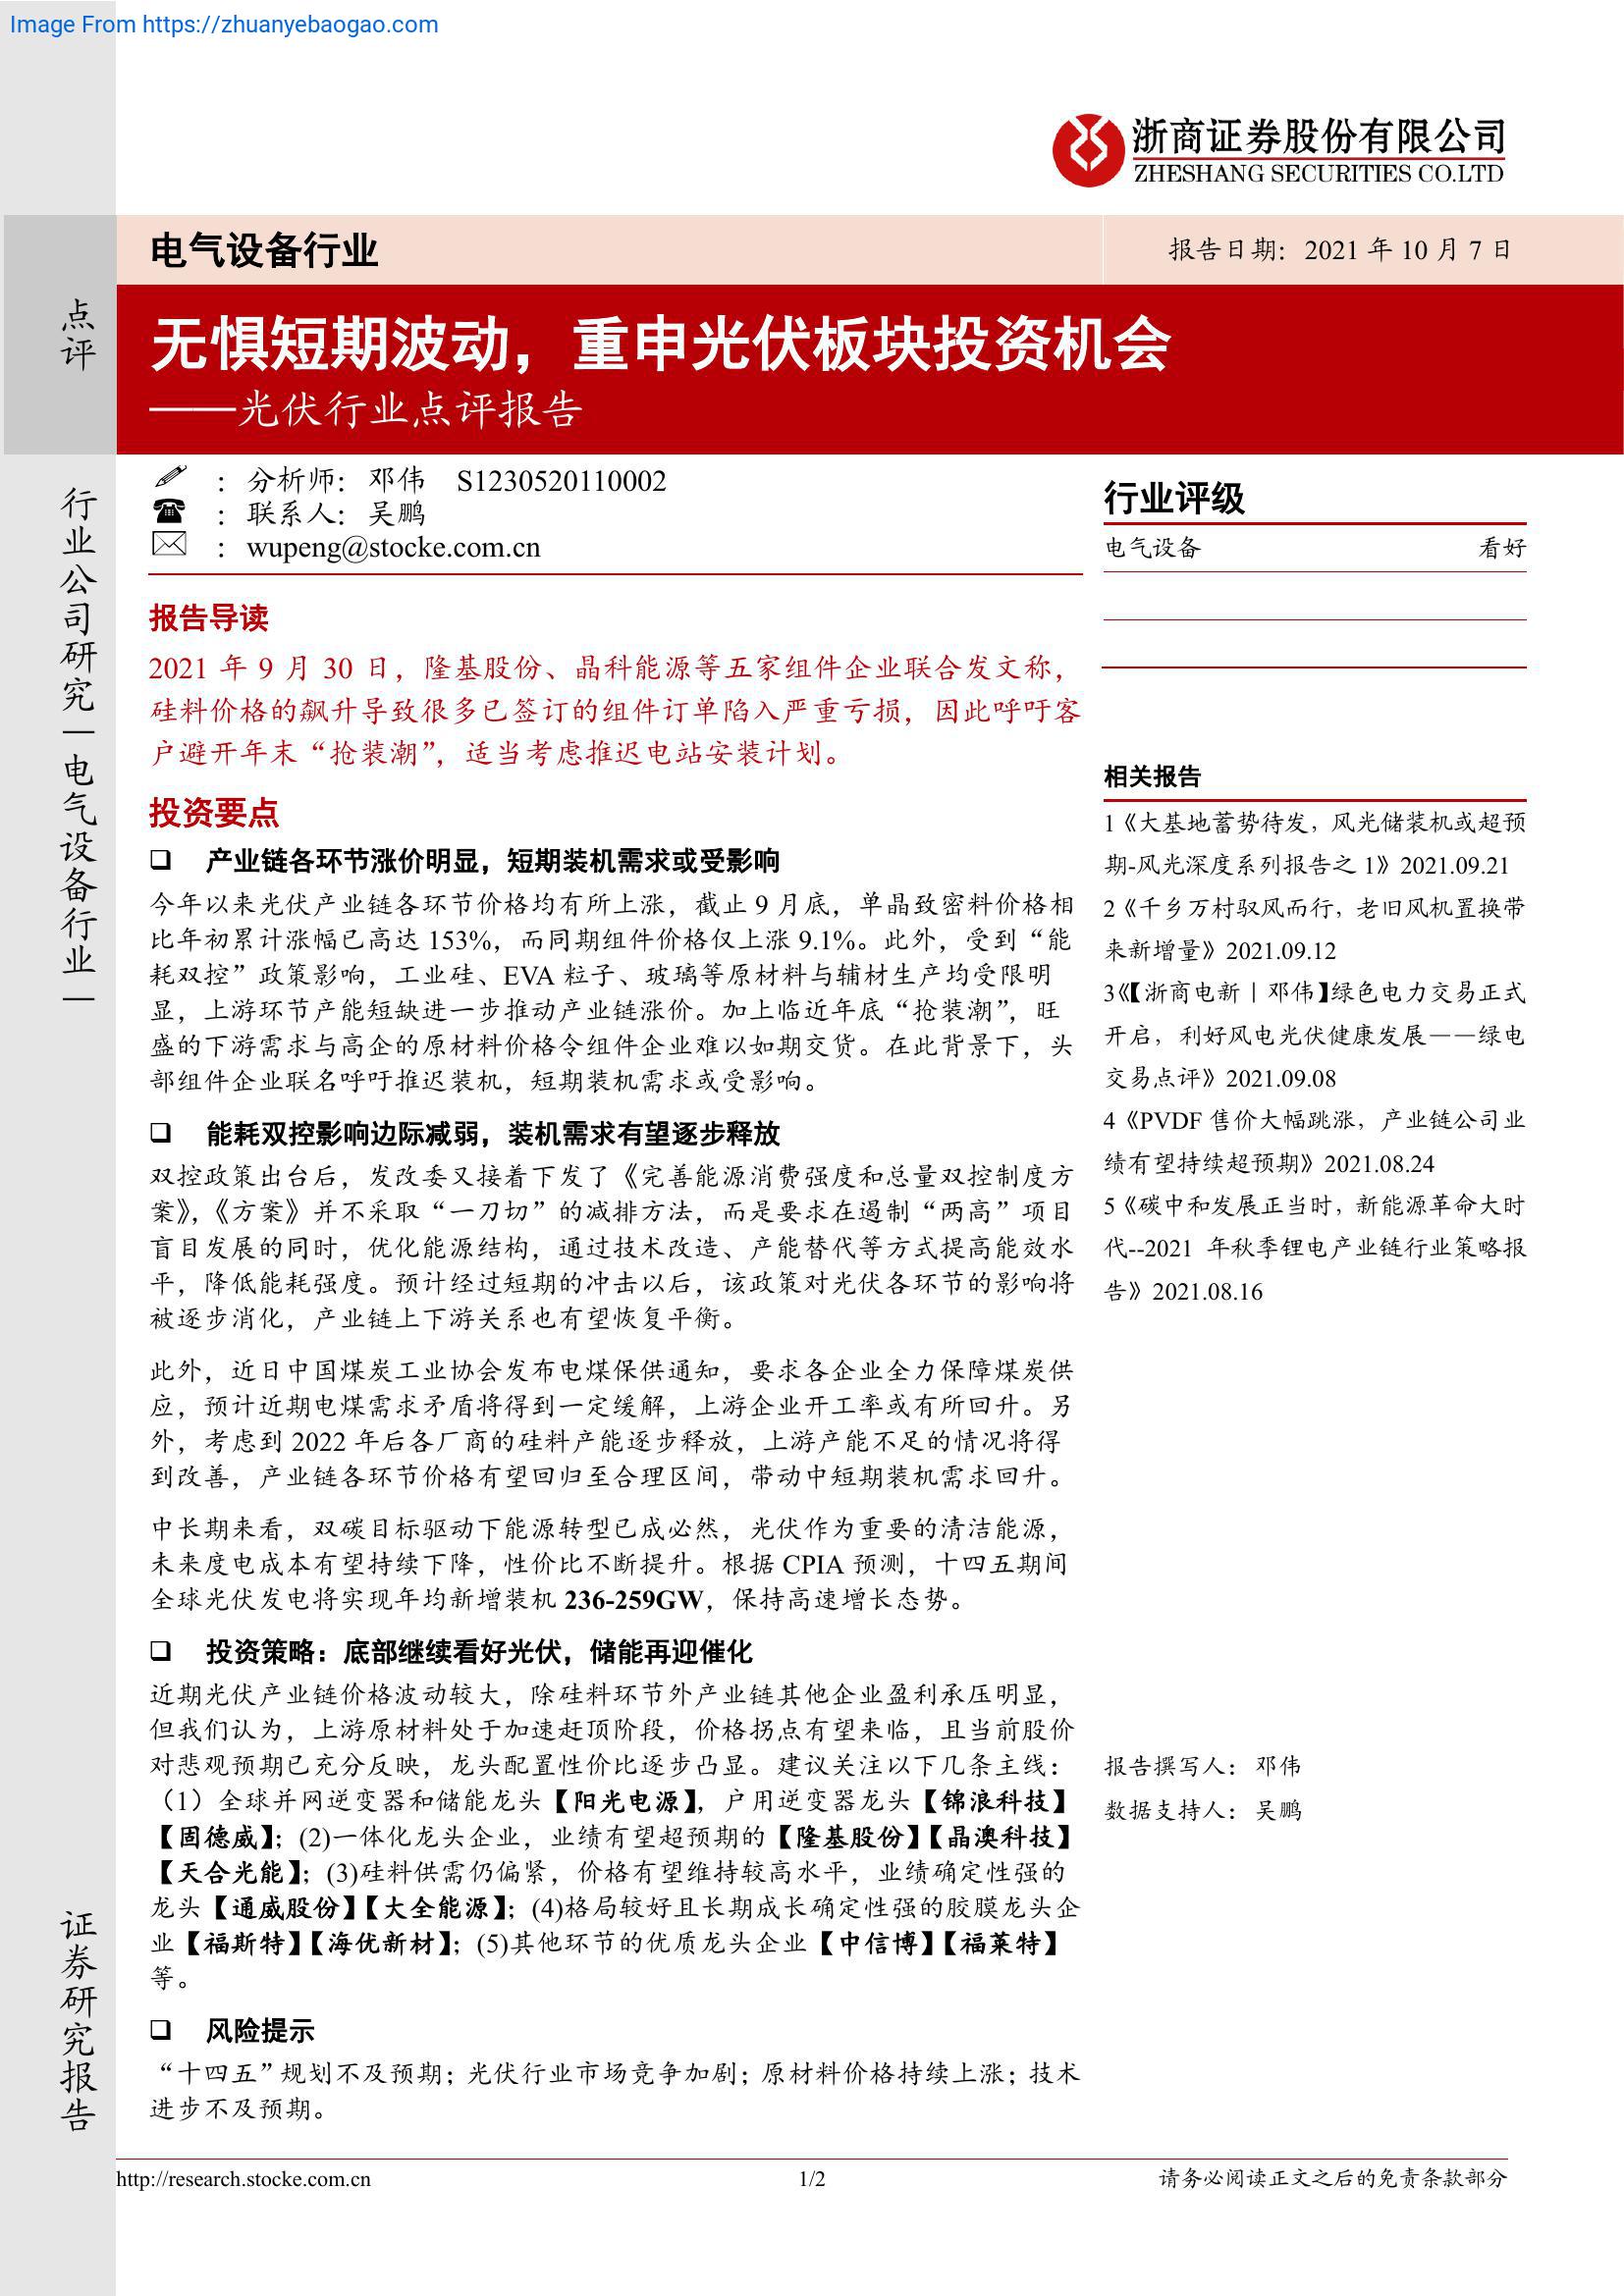 Image From https://zhuanyebaogao.com
浙商证券股份有限公司
ZHESHANG SECURITIES CO.LTD
电气设备行业
报告日期：2021 年 10 月 7 日
点评
无惧短期波动，重申光伏板块投资机会
——光伏行业点评报告
行业公司研究｜电气设备行业｜
：分析师：邓伟 S1230520110002
：联系人：吴鹏
：wupeng@stocke.com.cn
报告导读
2021 年 9 月 30 日，隆基股份、晶科能源等五家组件企业联合发文称，
硅料价格的飙升导致很多已签订的组件订单陷入严重亏损，因此呼吁客
户避开年末“抢装潮”，适当考虑推迟电站安装计划。
投资要点
❑ 产业链各环节涨价明显，短期装机需求或受影响
今年以来光伏产业链各环节价格均有所上涨，截止 9 月底，单晶致密料价格相
比年初累计涨幅已高达 153%，而同期组件价格仅上涨 9.1%。此外，受到“能
耗双控”政策影响，工业硅、EVA 粒子、玻璃等原材料与辅材生产均受限明
显，上游环节产能短缺进一步推动产业链涨价。加上临近年底“抢装潮”，旺
盛的下游需求与高企的原材料价格令组件企业难以如期交货。在此背景下，头
部组件企业联名呼吁推迟装机，短期装机需求或受影响。
❑ 能耗双控影响边际减弱，装机需求有望逐步释放
双控政策出台后，发改委又接着下发了《完善能源消费强度和总量双控制度方
案》，《方案》并不采取“一刀切”的减排方法，而是要求在遏制“两高”项目
盲目发展的同时，优化能源结构，通过技术改造、产能替代等方式提高能效水
平，降低能耗强度。预计经过短期的冲击以后，该政策对光伏各环节的影响将
被逐步消化，产业链上下游关系也有望恢复平衡。
此外，近日中国煤炭工业协会发布电煤保供通知，要求各企业全力保障煤炭供
应，预计近期电煤需求矛盾将得到一定缓解，上游企业开工率或有所回升。另
外，考虑到 2022 年后各厂商的硅料产能逐步释放，上游产能不足的情况将得
到改善，产业链各环节价格有望回归至合理区间，带动中短期装机需求回升。
中长期来看，双碳目标驱动下能源转型已成必然，光伏作为重要的清洁能源，
未来度电成本有望持续下降，性价比不断提升。根据 CPIA 预测，十四五期间
全球光伏发电将实现年均新增装机 236-259GW，保持高速增长态势。
❑ 投资策略：底部继续看好光伏，储能再迎催化
近期光伏产业链价格波动较大，除硅料环节外产业链其他企业盈利承压明显，
但我们认为，上游原材料处于加速赶顶阶段，价格拐点有望来临，且当前股价
对悲观预期已充分反映，龙头配置性价比逐步凸显。建议关注以下几条主线：
（1）全球并网逆变器和储能龙头【阳光电源】，户用逆变器龙头【锦浪科技】
【固德威】；(2)一体化龙头企业，业绩有望超预期的【隆基股份】【晶澳科技】
【天合光能】；(3)硅料供需仍偏紧，价格有望维持较高水平，业绩确定性强的
龙头【通威股份】【大全能源】；(4)格局较好且长期成长确定性强的胶膜龙头企
业【福斯特】【海优新材】；(5)其他环节的优质龙头企业【中信博】【福莱特】
等。
❑ 风险提示
“十四五”规划不及预期；光伏行业市场竞争加剧；原材料价格持续上涨；技术
进步不及预期。
行业评级
电气设备 看好
相关报告
1《大基地蓄势待发，风光储装机或超预
期-风光深度系列报告之 1》2021.09.21
2《千乡万村驭风而行，老旧风机置换带
来新增量》2021.09.12
3《【浙商电新｜邓伟】绿色电力交易正式
开启，利好风电光伏健康发展——绿电
交易点评》2021.09.08
4《PVDF 售价大幅跳涨，产业链公司业
绩有望持续超预期》2021.08.24
5《碳中和发展正当时，新能源革命大时
代--2021 年秋季锂电产业链行业策略报
告》2021.08.16
报告撰写人：邓伟
数据支持人：吴鹏
证券研究报告
http://research.stocke.com.cn
1/2
请务必阅读正文之后的免责条款部分